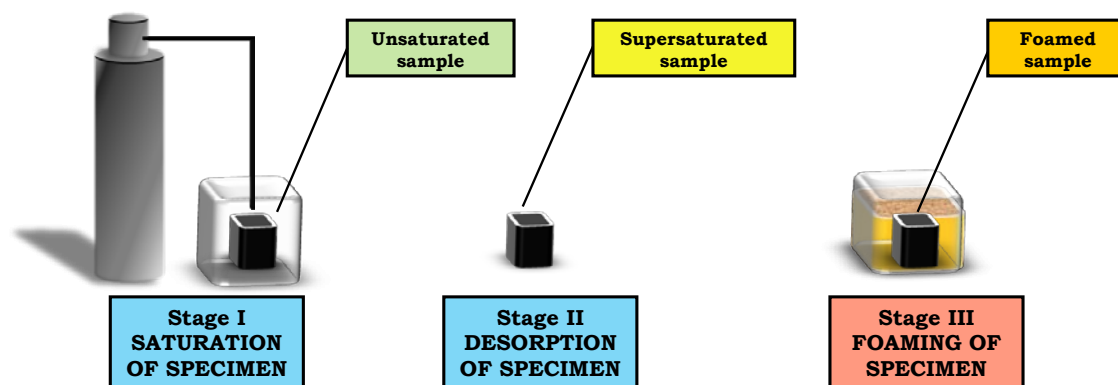 Unsaturated
sample
Supersaturated
sample
Foamed
sample
Stage I
SATURATION
OF SPECIMEN
Stage II
DESORPTION
OF SPECIMEN
Stage III
FOAMING OF
SPECIMEN